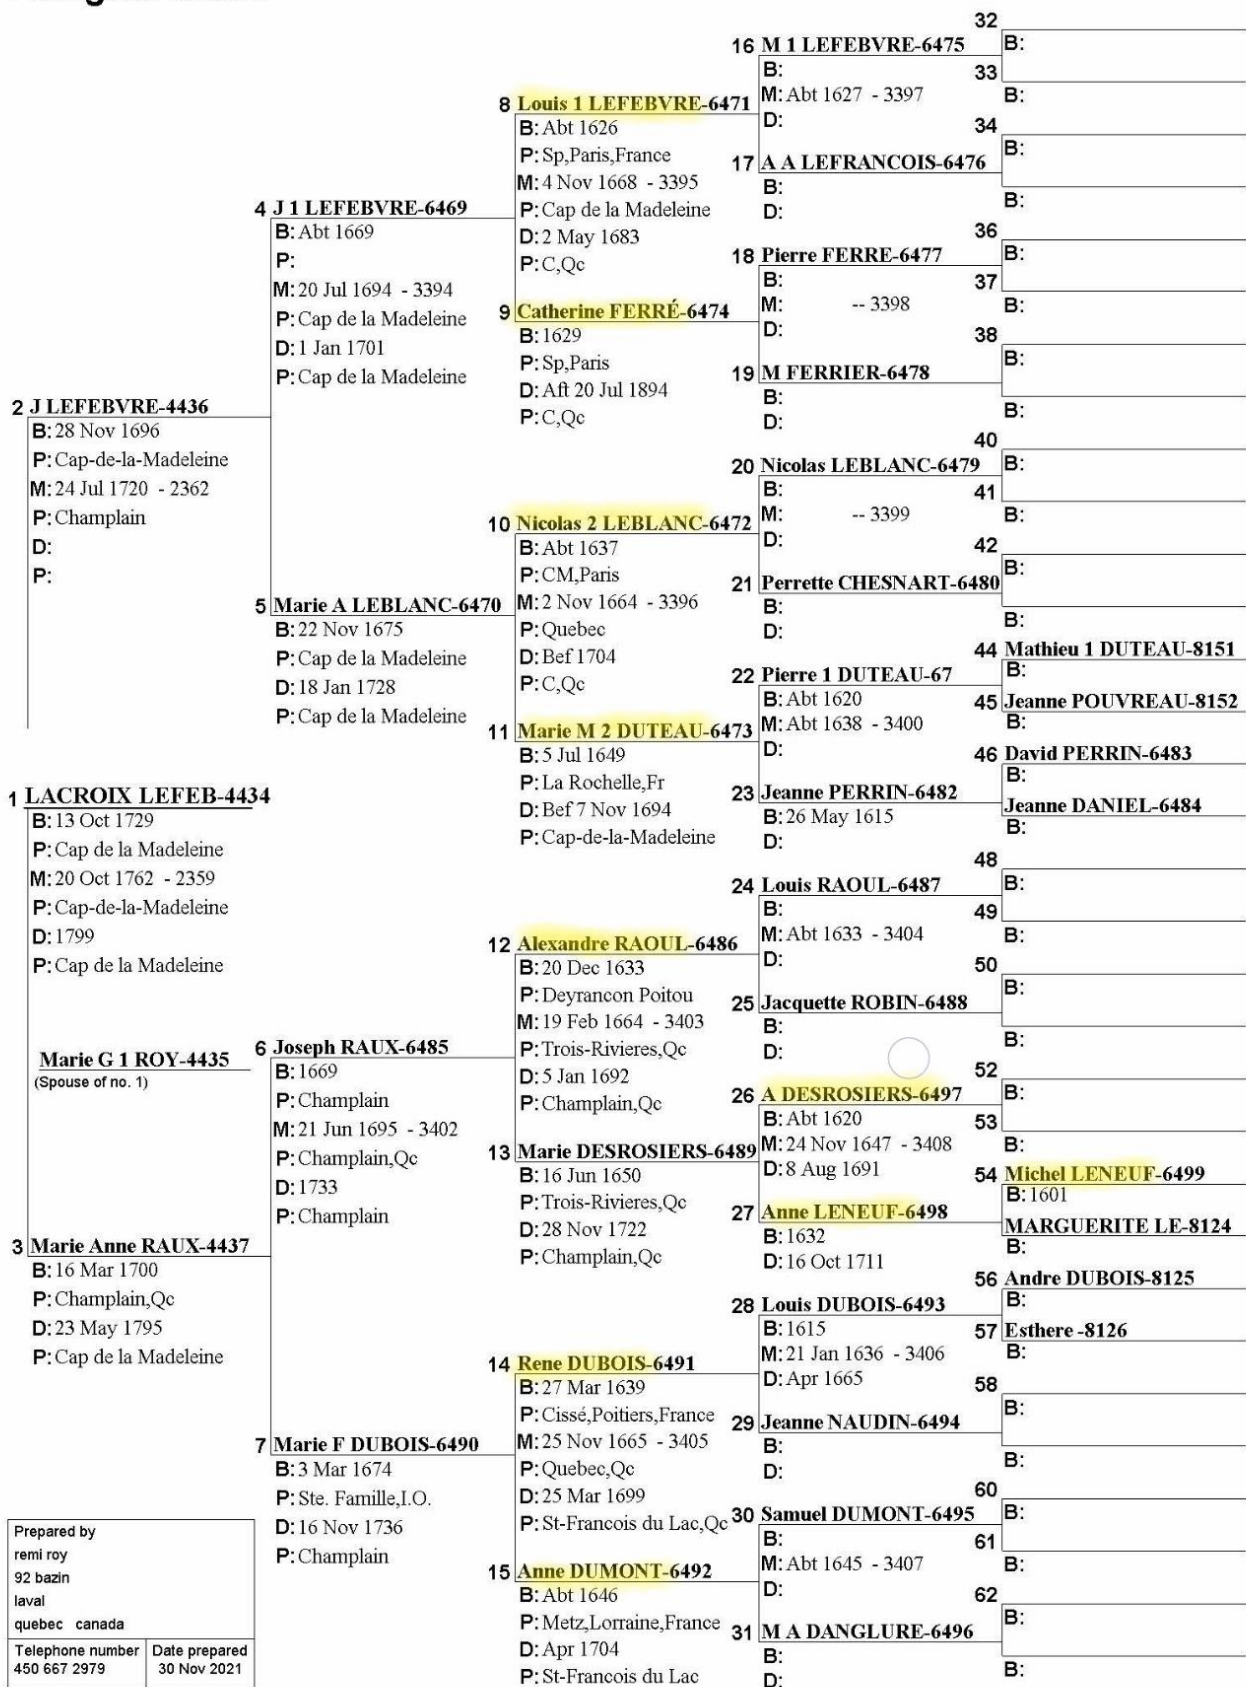 32
16 M 1 LEFEBVRE-6475
B:
B:
33
M: Abt 1627 - 3397
B:
8 Louis 1 LEFEBVRE-6471
D:
34
B: Abt 1626
B:
P: Sp,Paris,France
17 A A LEFRANCOIS-6476
M: 4 Nov 1668 - 3395
B:
B:
4 J 1 LEFEBVRE-6469
P: Cap de la Madeleine
D:
B: Abt 1669
D: 2 May 1683
36
P:
P: C,Qc
18 Pierre FERRE-6477
B:
M: 20 Jul 1694 - 3394
B:
37
P: Cap de la Madeleine
9 Catherine FERRÉ-6474
M: -- 3398
B:
D: 1 Jan 1701
B: 1629
D:
38
P: Cap de la Madeleine
P: Sp,Paris
B:
D: Aft 20 Jul 1894
19 M FERRIER-6478
P: C,Qc
B:
B:
2 J LEFEBVRE-4436
D:
B: 28 Nov 1696
40
P: Cap-de-la-Madeleine
20 Nicolas LEBLANC-6479
B:
M: 24 Jul 1720 - 2362
B:
41
P: Champlain
10 Nicolas 2 LEBLANC-6472
M: -- 3399
B:
D:
B: Abt 1637
D:
42
P:
P: CM,Paris
B:
5 Marie A LEBLANC-6470
M: 2 Nov 1664 - 3396
21 Perrette CHESNART-6480
B: 22 Nov 1675
P: Quebec
B:
B:
P: Cap de la Madeleine
D: Bef 1704
D:
44 Mathieu 1 DUTEAU-8151
D: 18 Jan 1728
P: C,Qc
22 Pierre 1 DUTEAU-67
B:
P: Cap de la Madeleine
B: Abt 1620
45 Jeanne POUVREAU-8152
11 Marie M 2 DUTEAU-6473
M: Abt 1638 - 3400
B:
B: 5 Jul 1649
D:
46 David PERRIN-6483
P: La Rochelle,Fr
B:
1 LACROIX LEFEB-4434
D: Bef 7 Nov 1694
23 Jeanne PERRIN-6482
Jeanne DANIEL-6484
B: 13 Oct 1729
P: Cap-de-la-Madeleine
B: 26 May 1615
B:
P: Cap de la Madeleine
D:
M: 20 Oct 1762 - 2359
48
P: Cap-de-la-Madeleine
24 Louis RAOUL-6487
B:
D: 1799
B:
49
P: Cap de la Madeleine
12 Alexandre RAOUL-6486
M: Abt 1633 - 3404
B:
B: 20 Dec 1633
D:
50
P: Deyrancon Poitou
B:
M: 19 Feb 1664 - 3403
25 Jacquette ROBIN-6488
Marie G 1 ROY-4435
6 Joseph RAUX-6485
P: Trois-Rivieres,Qc
B:
B:
(Spouse of no. 1)
B: 1669
D: 5 Jan 1692
D:
52
P: Champlain
P: Champlain,Qc
26 A DESROSIERS-6497
B:
M: 21 Jun 1695 - 3402
B: Abt 1620
53
P: Champlain,Qc
13 Marie DESROSIERS-6489
M: 24 Nov 1647 - 3408
B:
D: 1733
B: 16 Jun 1650
D: 8 Aug 1691
54 Michel LENEUF-6499
P: Champlain
P: Trois-Rivieres,Qc
B: 1601
3 Marie Anne RAUX-4437
D: 28 Nov 1722
27 Anne LENEUF-6498
MARGUERITE LE-8124
B: 16 Mar 1700
P: Champlain,Qc
B: 1632
B:
P: Champlain,Qc
D: 16 Oct 1711
56 Andre DUBOIS-8125
D: 23 May 1795
28 Louis DUBOIS-6493
B:
P: Cap de la Madeleine
B: 1615
57 Esthere -8126
14 Rene DUBOIS-6491
M: 21 Jan 1636 - 3406
B:
B: 27 Mar 1639
D: Apr 1665
58
P: Cissé,Poitiers,France
B:
7 Marie F DUBOIS-6490
M: 25 Nov 1665 - 3405
29 Jeanne NAUDIN-6494
B: 3 Mar 1674
P: Quebec,Qc
B:
B:
P: Ste. Famille,I.O.
D: 25 Mar 1699
D:
60
D: 16 Nov 1736
P: St-Francois du Lac,Qc
30 Samuel DUMONT-6495
B:
P: Champlain
B:
61
15 Anne DUMONT-6492
M: Abt 1645 - 3407
B:
B: Abt 1646
D:
62
P: Metz,Lorraine,France
B:
D: Apr 1704
31 M A DANGLURE-6496
P: St-Francois du Lac
B:
B:
D:
Prepared by
remi roy
92 bazin
laval
quebec canada
Telephone number
450 667 2979
Date prepared
30 Nov 2021